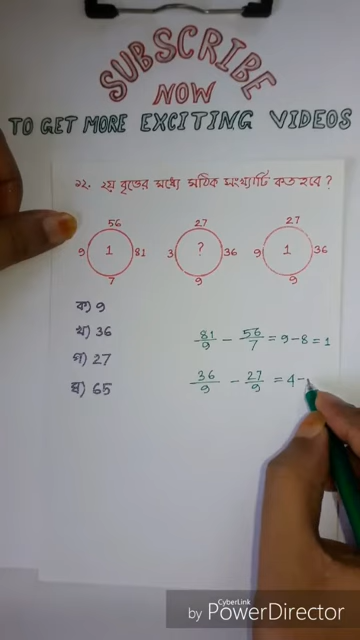 SUBSCRIBE
NOW
TO GET MORE EXCITING VIDEOS
১২. ২য় বৃত্তের মধ্যে সঠিক সংখ্যাটি কত হবে ?
56 27 27
9 1 81 3 ? 36 9 1 36
7 9 9
ক) 9
খ) 36
গ) 27
ঘ) 65
81/9 - 56/7 = 9 - 8 = 1
36/9 - 27/9 = 4 -
CyberLink
by PowerDirector